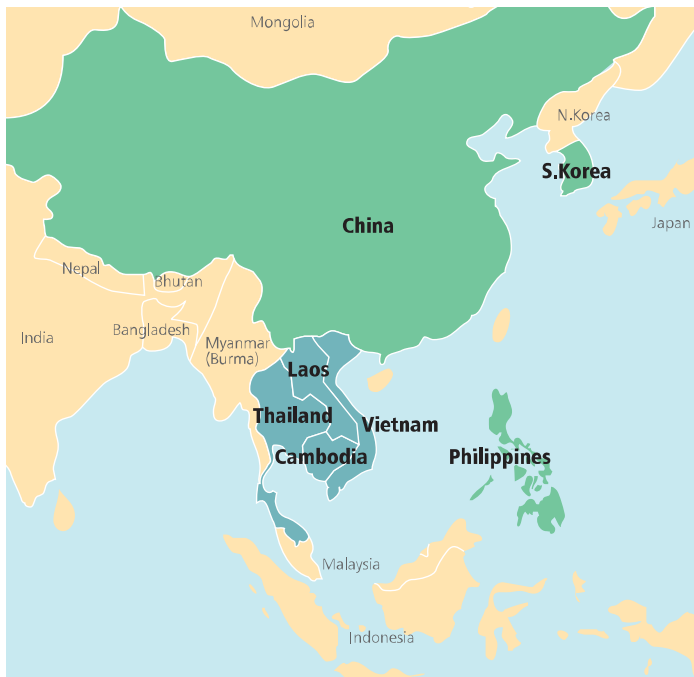 Mongolia
N.Korea
S.Korea
China
Japan
Nepal
Bhutan
Bangladesh
India
Myanmar
(Burma)
Laos
Thailand
Vietnam
Cambodia
Philippines
Malaysia
Indonesia